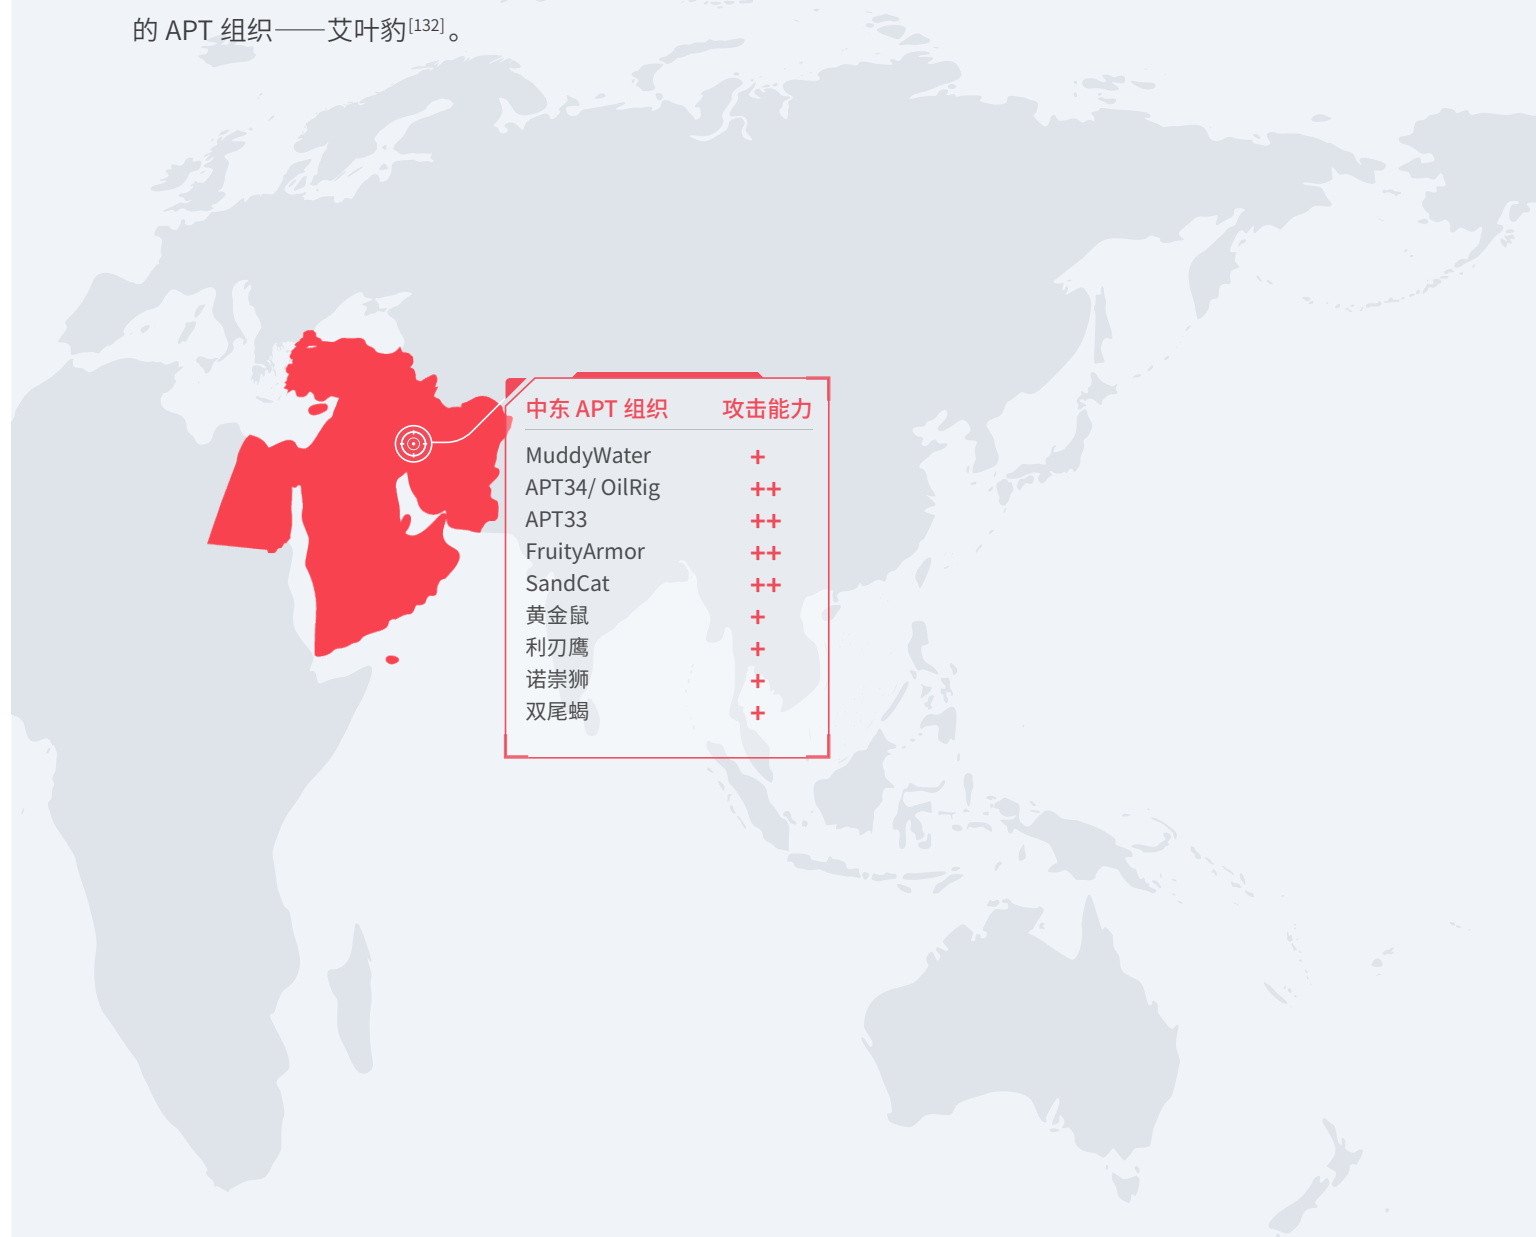 的 APT 组织——艾叶豹[132]。
中东 APT 组织 攻击能力
MuddyWater +
APT34/ OilRig ++
APT33 ++
FruityArmor ++
SandCat ++
黄金鼠 +
利刃鹰 +
诺崇狮 +
双尾蝎 +